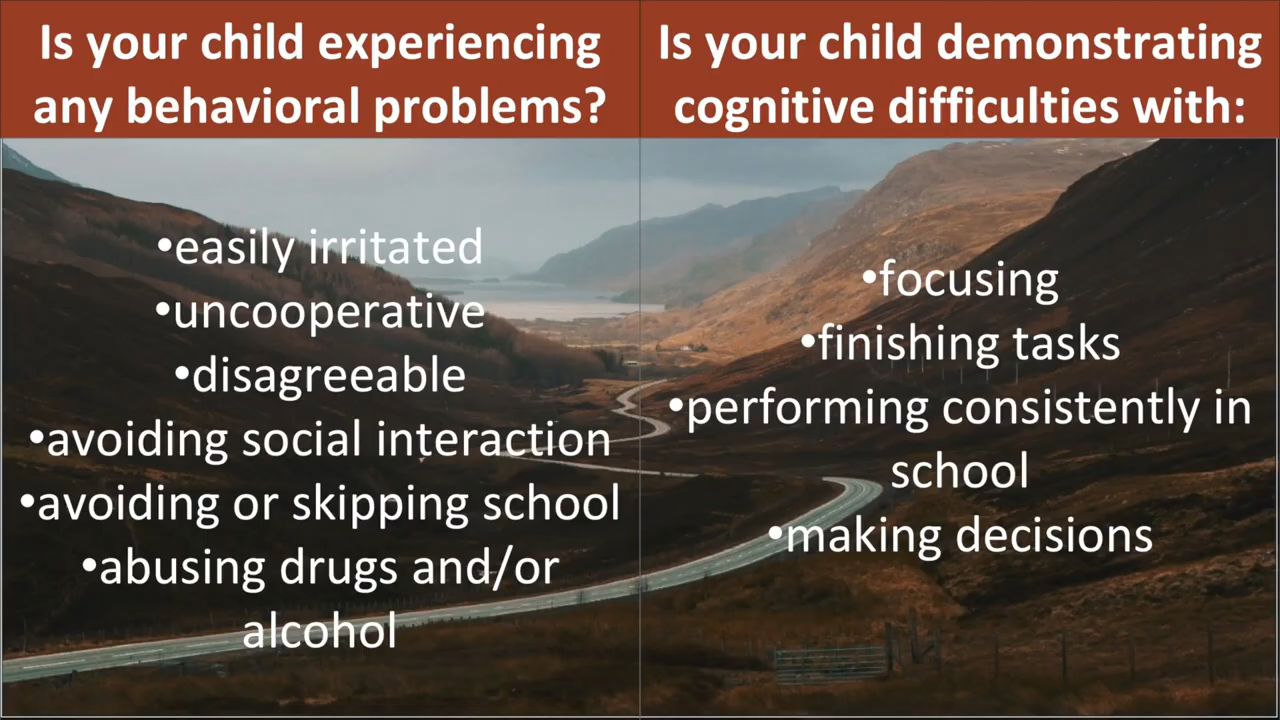 Is your child experiencing
any behavioral problems?
•easily irritated
•uncooperative
•disagreeable
•avoiding social interaction
•avoiding or skipping school
•abusing drugs and/or
alcohol
Is your child demonstrating
cognitive difficulties with:
•focusing
•finishing tasks
•performing consistently in
school
•making decisions